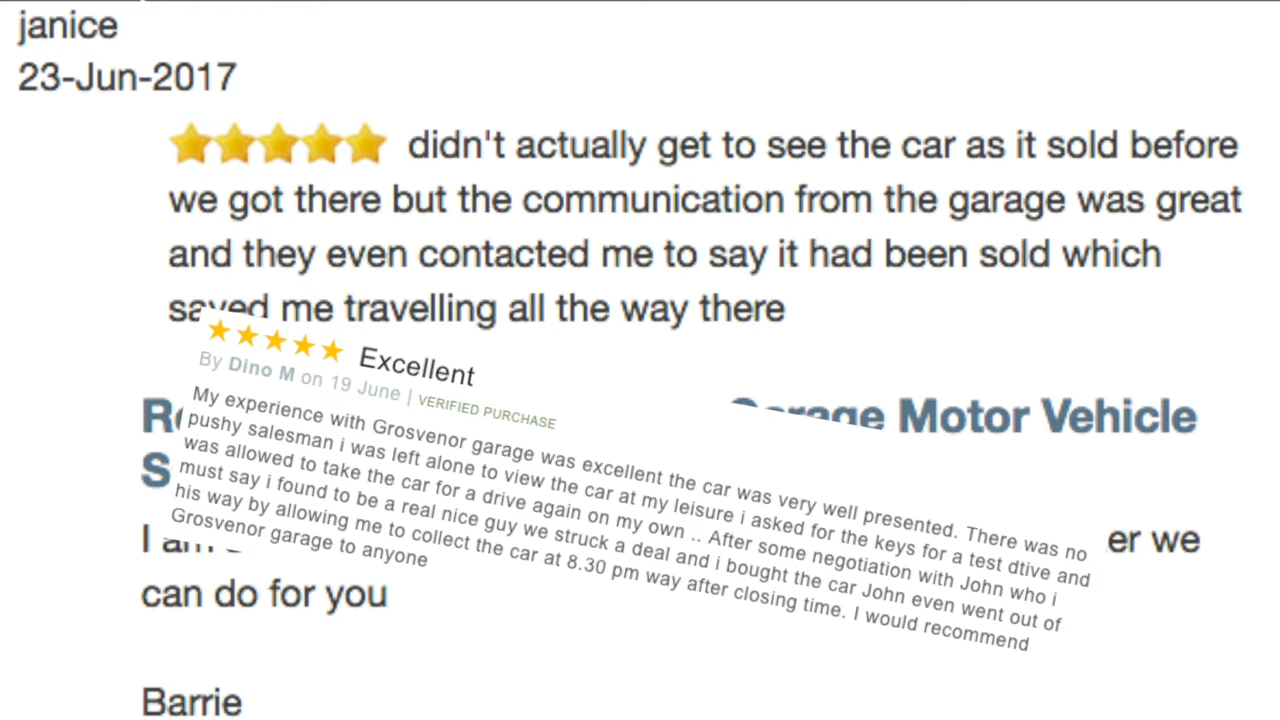 janice
23-Jun-2017
didn't actually get to see the car as it sold before
we got there but the communication from the garage was great
and they even contacted me to say it had been sold which
saved me travelling all the way there
Excellent
By Dino M on 19 June | VERIFIED PURCHASE
My experience with Grosvenor garage was excellent the car was very well presented. There was no
pushy salesman i was left alone to view the car at my leisure i asked for the keys for a test dtive and
was allowed to take the car for a drive again on my own .. After some negotiation with John who i
must say i found to be a real nice guy we struck a deal and i bought the car John even went out of
his way by allowing me to collect the car at 8.30 pm way after closing time. I would recommend
Grosvenor garage to anyone
Garage Motor Vehicle
S
I am
er we
can do for you
Barrie